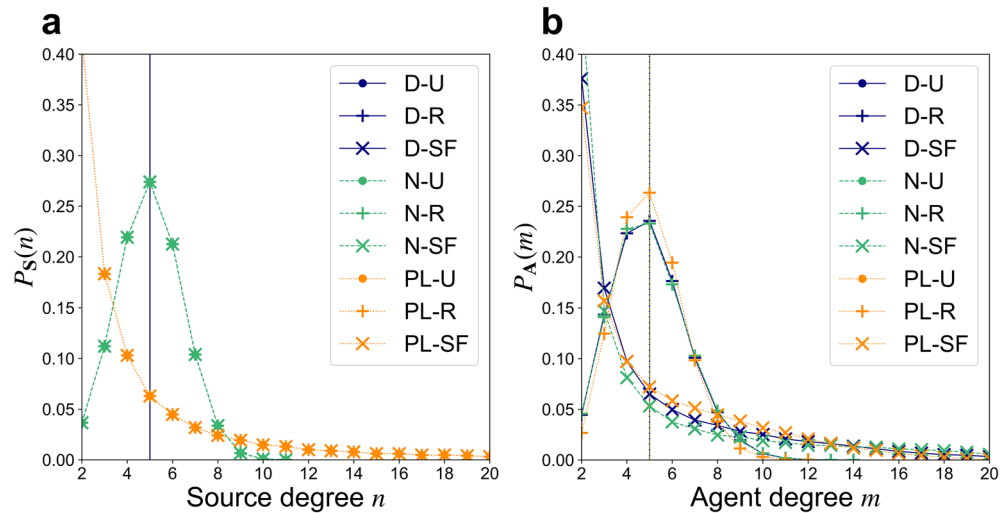 a
0.40
0.35
0.30
0.25
0.20
0.15
0.10
0.05
0.00
P_S(n)
2 4 6 8 10 12 14 16 18 20
Source degree n
D-U
D-R
D-SF
N-U
N-R
N-SF
PL-U
PL-R
PL-SF
b
0.40
0.35
0.30
0.25
0.20
0.15
0.10
0.05
0.00
P_A(m)
2 4 6 8 10 12 14 16 18 20
Agent degree m
D-U
D-R
D-SF
N-U
N-R
N-SF
PL-U
PL-R
PL-SF